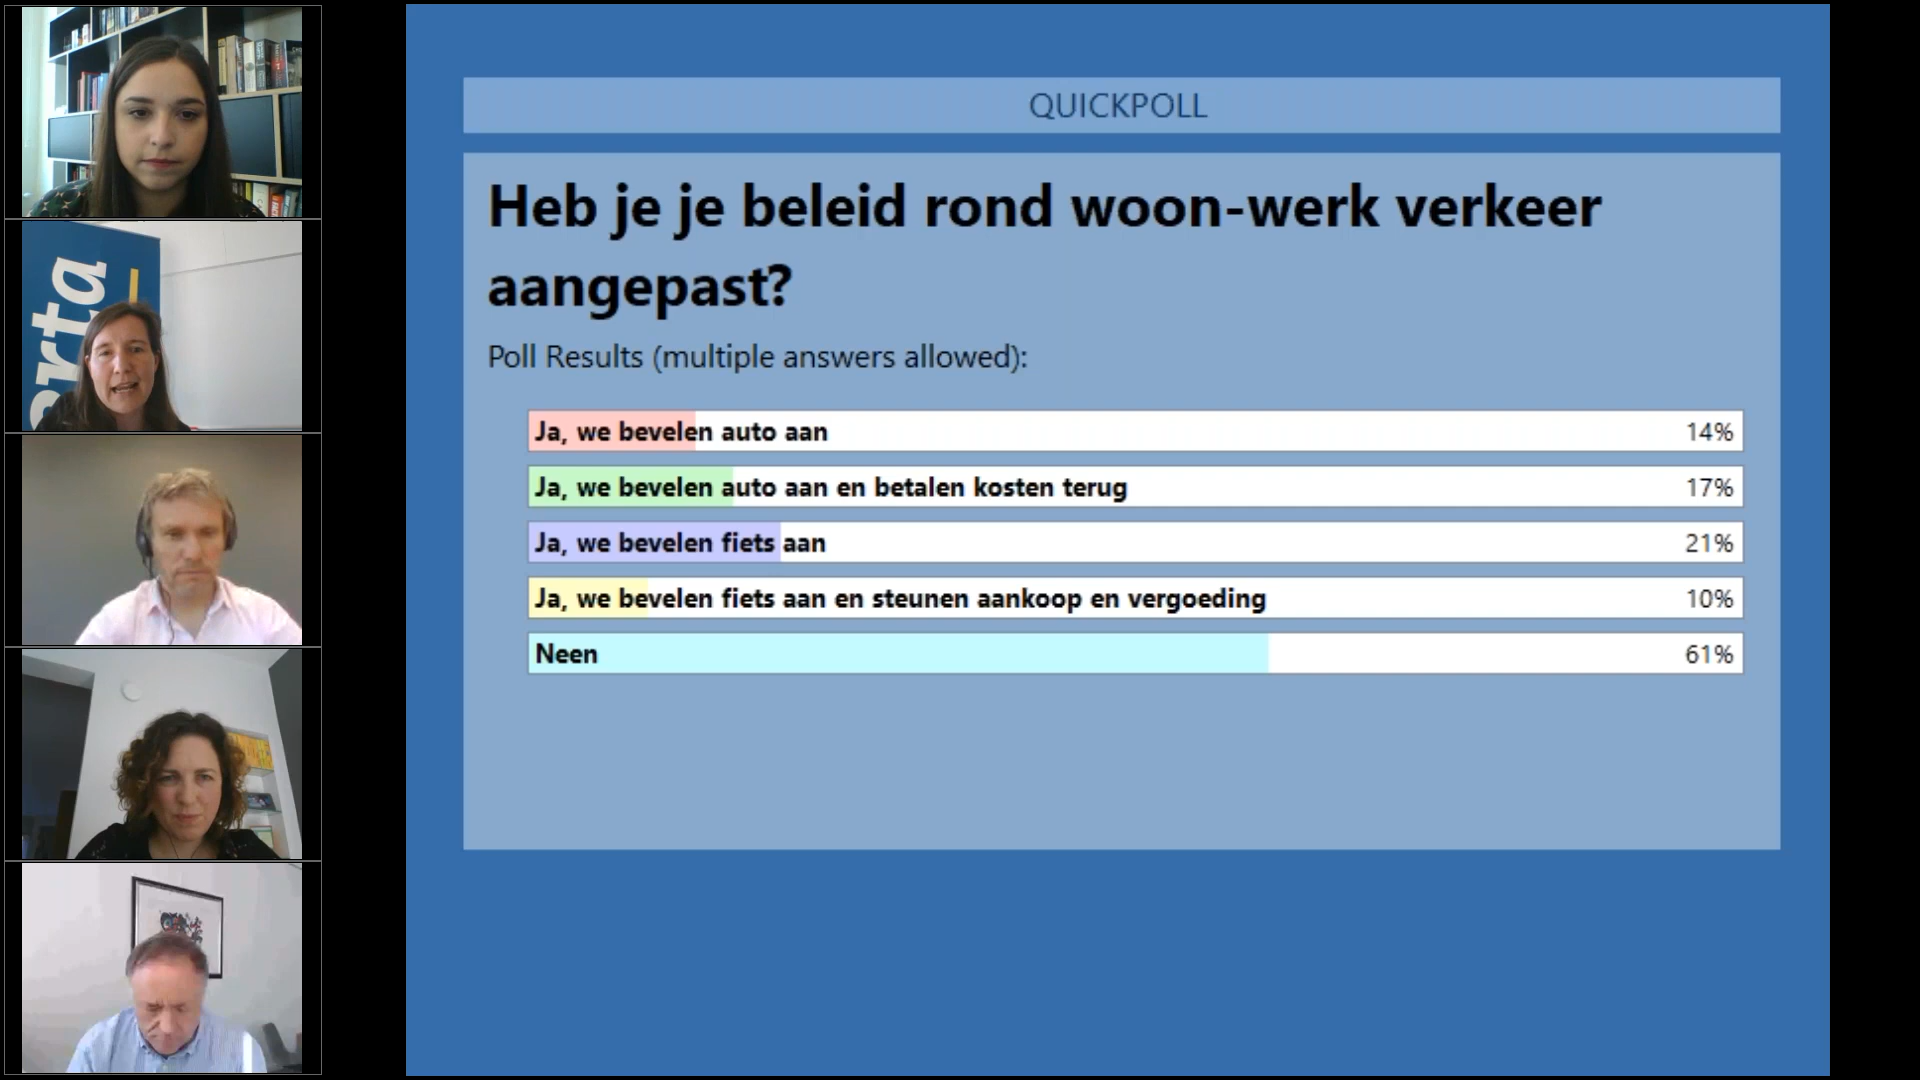 QUICKPOLL
Heb je je beleid rond woon-werk verkeer
aangepast?
Poll Results (multiple answers allowed):
Ja, we bevelen auto aan 14%
Ja, we bevelen auto aan en betalen kosten terug 17%
Ja, we bevelen fiets aan 21%
Ja, we bevelen fiets aan en steunen aankoop en vergoeding 10%
Neen 61%
erta